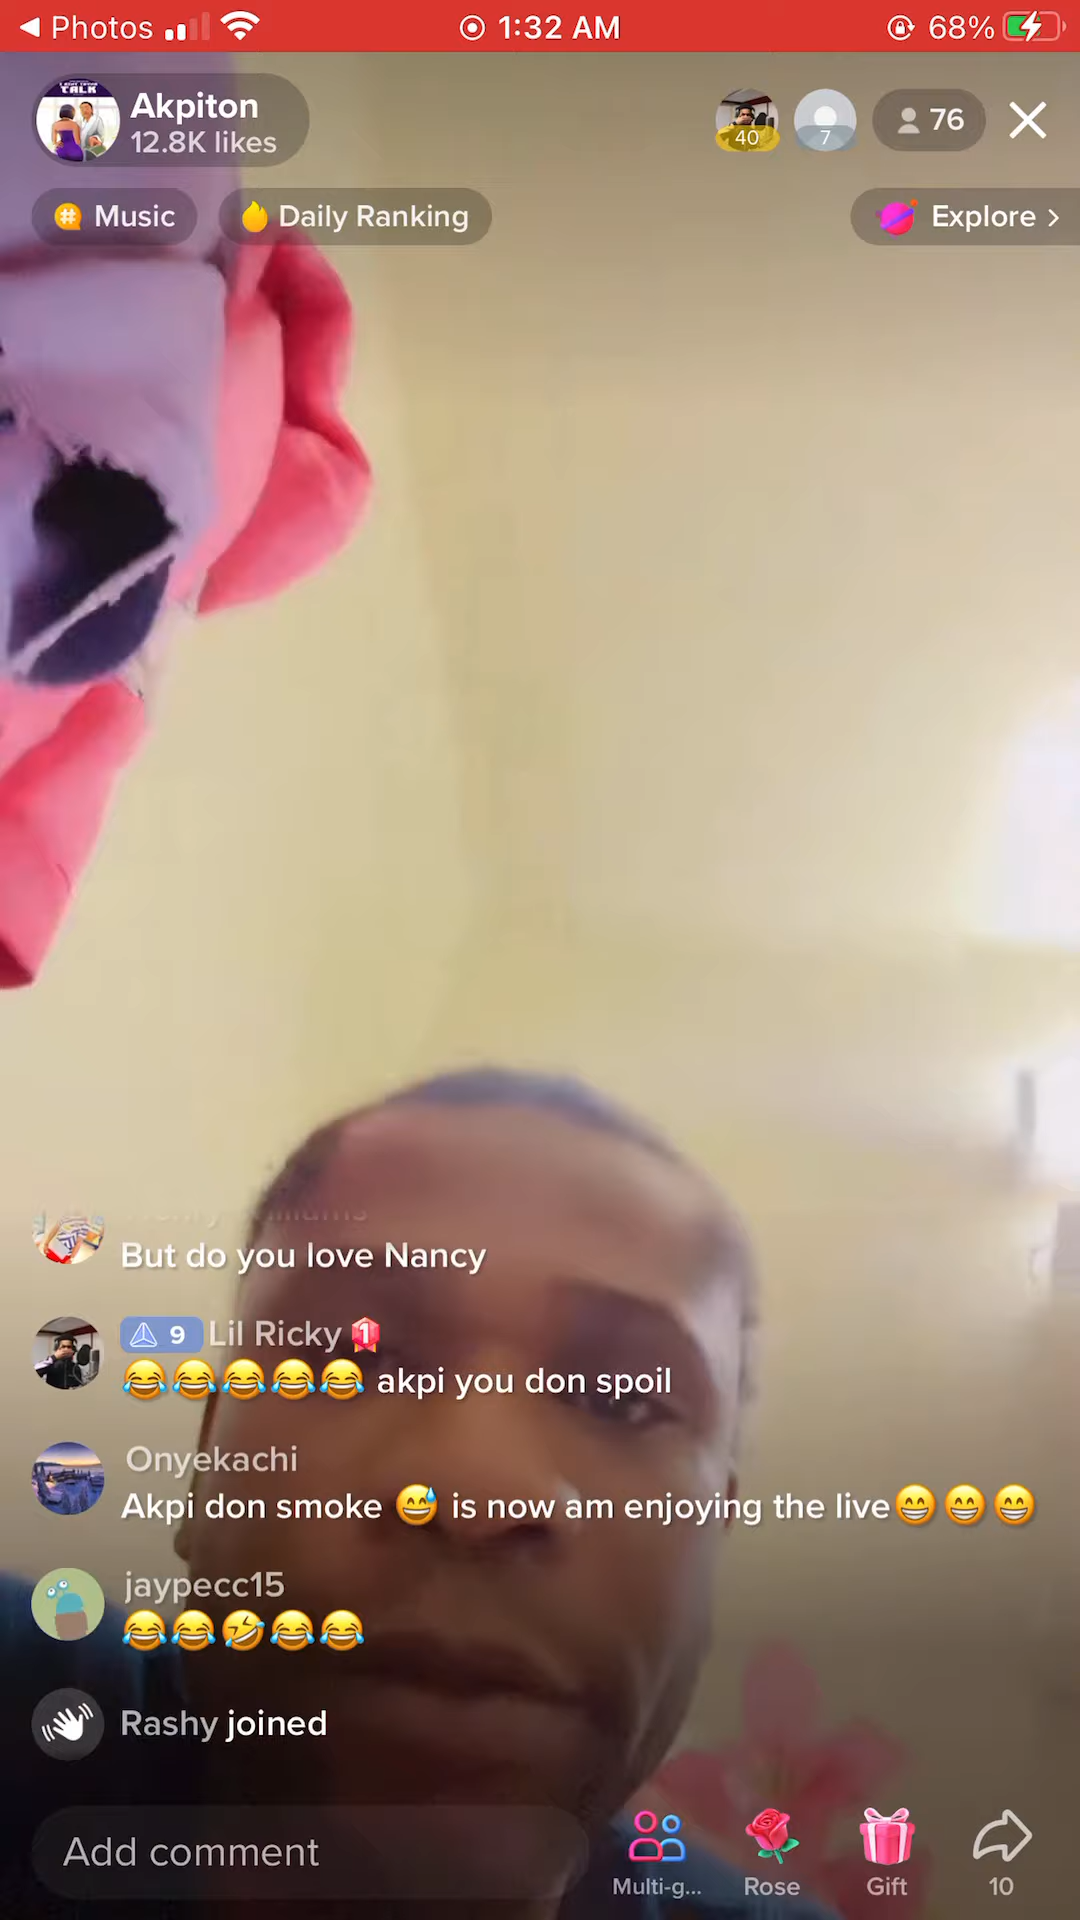 Photos
1:32 AM
68%
TALK
Akpiton
12.8K likes
40
7
76
Music
Daily Ranking
Explore >
But do you love Nancy
9 Lil Ricky 1
😂😂😂😂😂 akpi you don spoil
Onyekachi
Akpi don smoke 😅 is now am enjoying the live😁😁😁
jaypecc15
😂😂🤣😂😂
Rashy joined
Add comment
Multi-g...
Rose
Gift
10